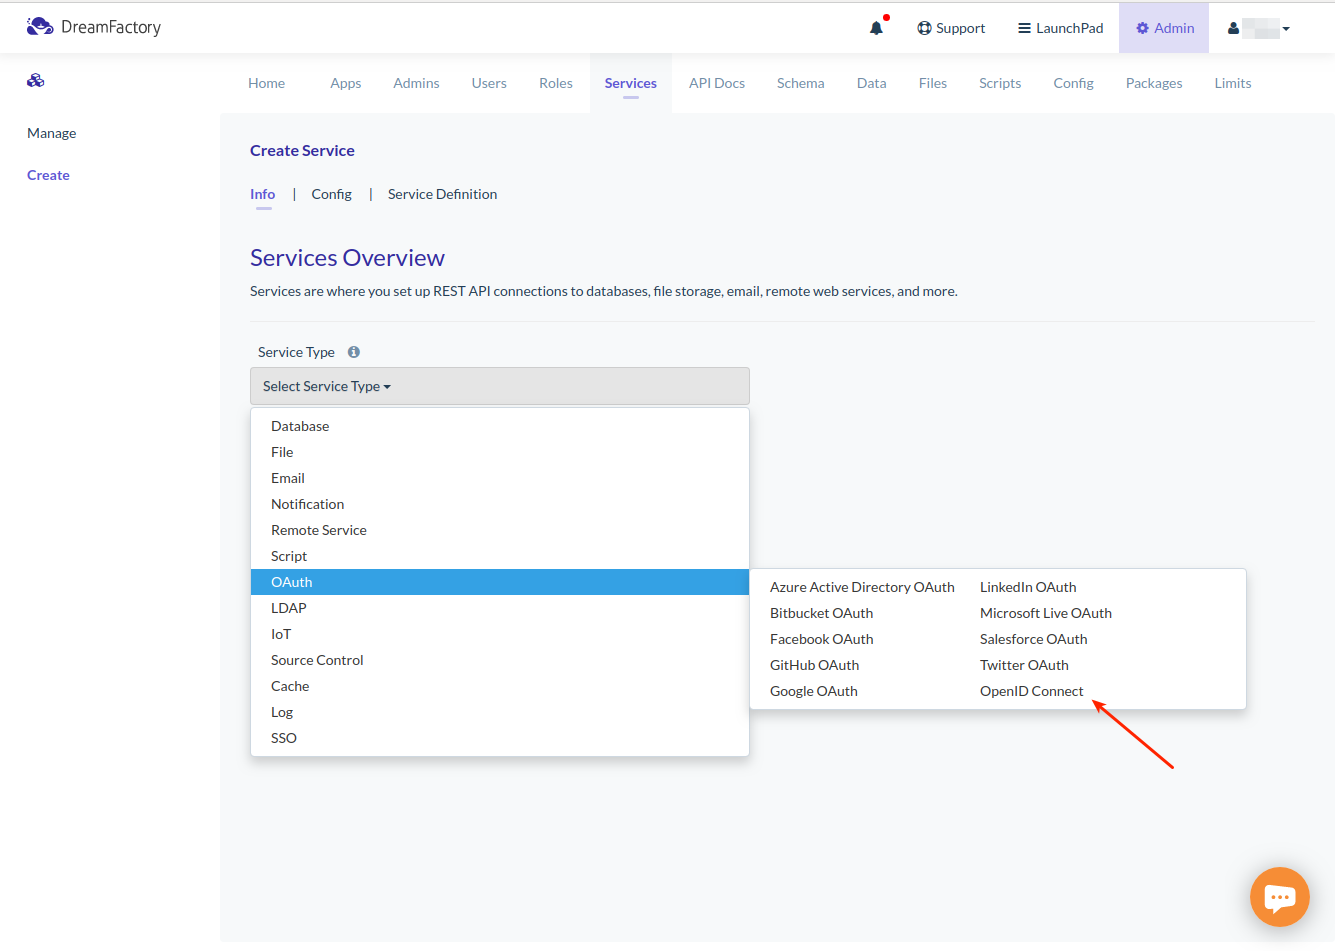 DreamFactory
Support
LaunchPad
Admin
Home
Apps
Admins
Users
Roles
Services
API Docs
Schema
Data
Files
Scripts
Config
Packages
Limits
Manage
Create
Create Service
Info | Config | Service Definition
Services Overview
Services are where you set up REST API connections to databases, file storage, email, remote web services, and more.
Service Type
Select Service Type
Database
File
Email
Notification
Remote Service
Script
OAuth
LDAP
IoT
Source Control
Cache
Log
SSO
Azure Active Directory OAuth
Bitbucket OAuth
Facebook OAuth
GitHub OAuth
Google OAuth
LinkedIn OAuth
Microsoft Live OAuth
Salesforce OAuth
Twitter OAuth
OpenID Connect